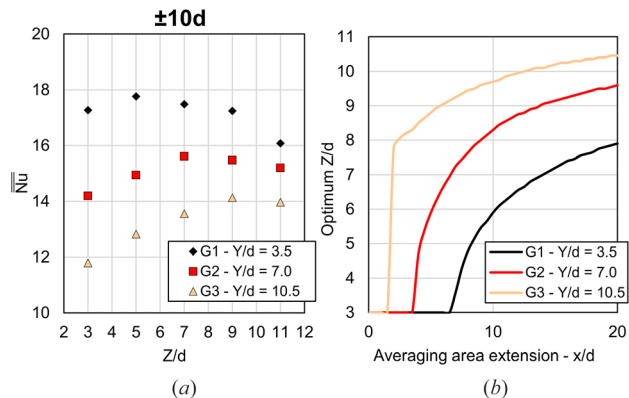 ±10d
20
18
16
14
12
10
Nu
2 3 4 5 6 7 8 9 10 11 12
Z/d
G1 - Y/d = 3.5
G2 - Y/d = 7.0
G3 - Y/d = 10.5
(a)
11
10
9
8
7
6
5
4
3
Optimum Z/d
0 10 20
Averaging area extension - x/d
G1 - Y/d = 3.5
G2 - Y/d = 7.0
G3 - Y/d = 10.5
(b)